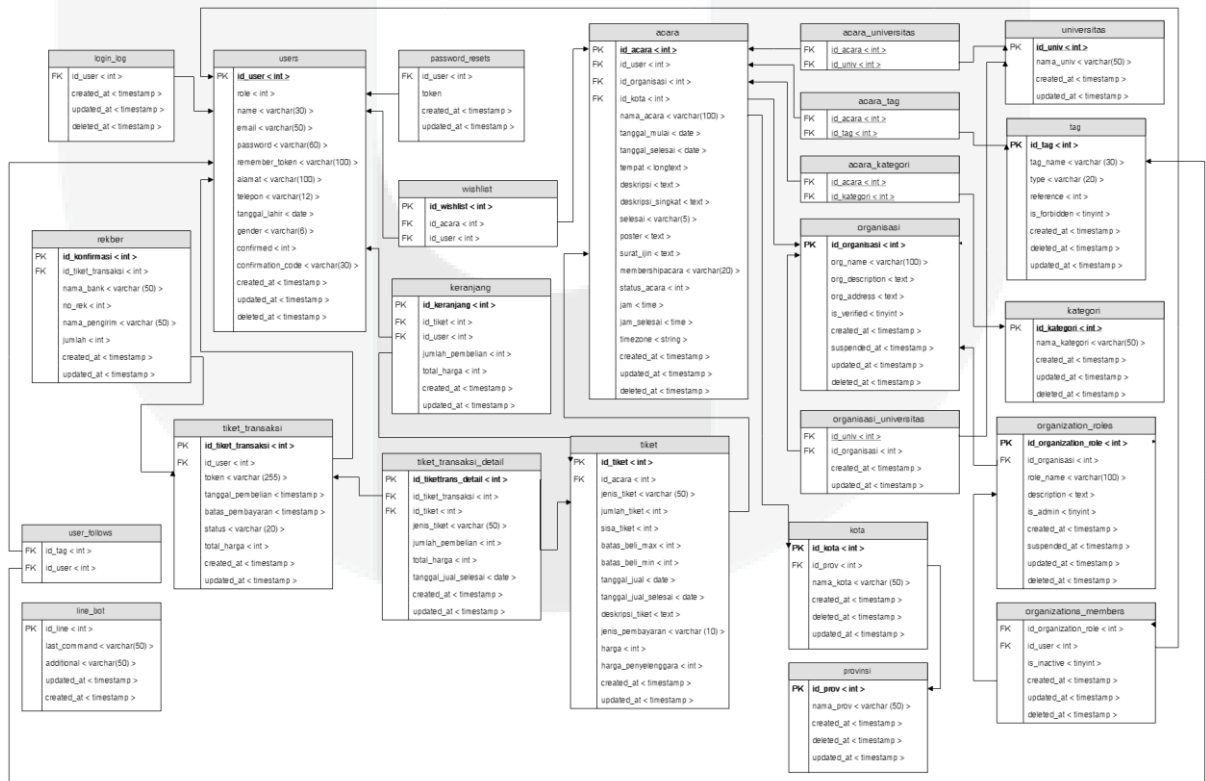 login_log
FK id_user < int >
created_at < timestamp >
updated_at < timestamp >
deleted_at < timestamp >
users
PK id_user < int >
role < int >
name < varchar(30) >
email < varchar(50) >
password < varchar(60) >
remember_token < varchar(100) >
alamat < varchar(100) >
telepon < varchar(12) >
tanggal_lahir < date >
gender < varchar(6) >
confirmed < int >
confirmation_code < varchar(30) >
created_at < timestamp >
updated_at < timestamp >
deleted_at < timestamp >
password_resets
FK id_user < int >
token
created_at < timestamp >
updated_at < timestamp >
wishlist
PK id_wishlist < int >
FK id_acara < int >
FK id_user < int >
keranjang
PK id_keranjang < int >
FK id_tiket < int >
FK id_user < int >
jumlah_pembelian < int >
total_harga < int >
created_at < timestamp >
updated_at < timestamp >
rekber
PK id_konfirmasi < int >
FK id_tiket_transaksi < int >
nama_bank < varchar (50) >
no_rek < int >
nama_pengirim < varchar (50) >
jumlah < int >
created_at < timestamp >
updated_at < timestamp >
acara
PK id_acara < int >
FK id_user < int >
FK id_organisasi < int >
FK id_kota < int >
nama_acara < varchar(100) >
tanggal_mulai < date >
tanggal_selesai < date >
tempat < longtext >
deskripsi < text >
deskripsi_singkat < text >
selesai < varchar(5) >
poster < text >
surat_ijin < text >
membershipacara < varchar(20) >
status_acara < int >
jam < time >
jam_selesai < time >
timezone < string >
created_at < timestamp >
updated_at < timestamp >
deleted_at < timestamp >
acara_universitas
FK id_acara < int >
FK id_univ < int >
acara_tag
FK id_acara < int >
FK id_tag < int >
acara_kategori
FK id_acara < int >
FK id_kategori < int >
universitas
PK id_univ < int >
nama_univ < varchar(50) >
created_at < timestamp >
updated_at < timestamp >
tag
PK id_tag < int >
tag_name < varchar (30) >
type < varchar (20) >
reference < int >
is_forbidden < tinyint >
created_at < timestamp >
deleted_at < timestamp >
updated_at < timestamp >
organisasi
PK id_organisasi < int >
org_name < varchar(100) >
org_description < text >
org_address < text >
is_verified < tinyint >
created_at < timestamp >
suspended_at < timestamp >
updated_at < timestamp >
deleted_at < timestamp >
kategori
PK id_kategori < int >
nama_kategori < varchar(50) >
created_at < timestamp >
updated_at < timestamp >
deleted_at < timestamp >
organisasi_universitas
FK id_univ < int >
FK id_organisasi < int >
created_at < timestamp >
updated_at < timestamp >
organization_roles
PK id_organization_role < int >
FK id_organisasi < int >
role_name < varchar(100) >
description < text >
is_admin < tinyint >
created_at < timestamp >
suspended_at < timestamp >
updated_at < timestamp >
deleted_at < timestamp >
tiket_transaksi
PK id_tiket_transaksi < int >
FK id_user < int >
token < varchar (255) >
tanggal_pembelian < timestamp >
batas_pembayaran < timestamp >
status < varchar (20) >
total_harga < int >
created_at < timestamp >
updated_at < timestamp >
tiket_transaksi_detail
PK id_tikettrans_detail < int >
FK id_tiket_transaksi < int >
FK id_tiket < int >
jenis_tiket < varchar (50) >
jumlah_pembelian < int >
total_harga < int >
tanggal_jual_selesai < date >
created_at < timestamp >
updated_at < timestamp >
tiket
PK id_tiket < int >
FK id_acara < int >
jenis_tiket < varchar (50) >
jumlah_tiket < int >
sisa_tiket < int >
batas_beli_max < int >
batas_beli_min < int >
tanggal_jual < date >
tanggal_jual_selesai < date >
deskripsi_tiket < text >
jenis_pembayaran < varchar (10) >
harga < int >
harga_penyelenggara < int >
created_at < timestamp >
updated_at < timestamp >
user_follows
FK id_tag < int >
FK id_user < int >
line_bot
PK id_line < int >
last_command < varchar(50) >
additional < varchar(50) >
updated_at < timestamp >
created_at < timestamp >
kota
PK id_kota < int >
FK id_prov < int >
nama_kota < varchar (50) >
created_at < timestamp >
deleted_at < timestamp >
updated_at < timestamp >
provinsi
PK id_prov < int >
nama_prov < varchar (50) >
created_at < timestamp >
deleted_at < timestamp >
updated_at < timestamp >
organizations_members
FK id_organization_role < int >
FK id_user < int >
is_inactive < tinyint >
created_at < timestamp >
updated_at < timestamp >
deleted_at < timestamp >